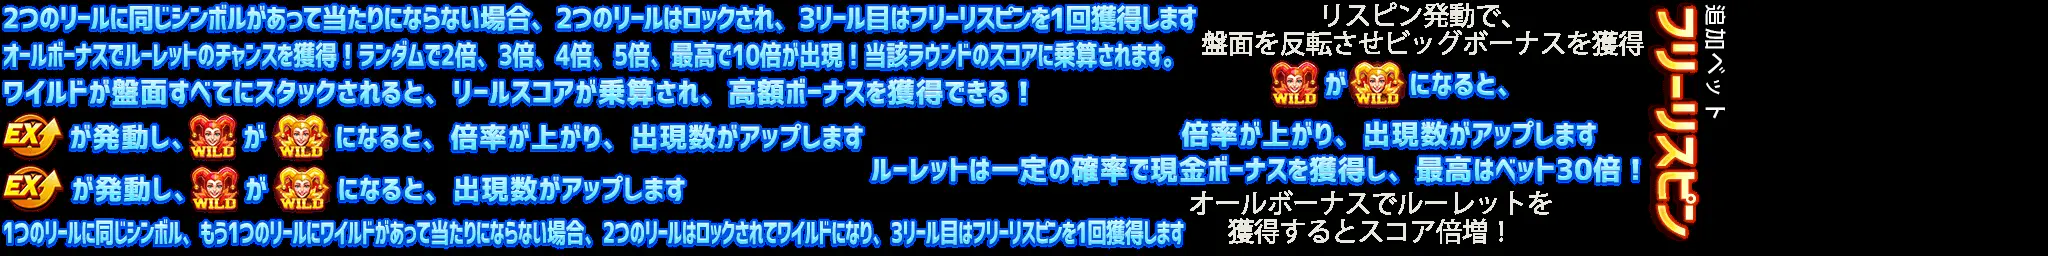 2つのリールに同じシンボルがあって当たりにならない場合、2つのリールはロックされ、3リール目はフリーリスピンを1回獲得します
オールボーナスでルーレットのチャンスを獲得！ランダムで2倍、3倍、4倍、5倍、最高で10倍が出現！当該ラウンドのスコアに乗算されます。
ワイルドが盤面すべてにスタックされると、リールスコアが乗算され、高額ボーナスを獲得できる！
EX が発動し、WILD が WILD になると、倍率が上がり、出現数がアップします
EX が発動し、WILD が WILD になると、出現数がアップします
1つのリールに同じシンボル、もう1つのリールにワイルドがあって当たりにならない場合、2つのリールはロックされてワイルドになり、3リール目はフリーリスピンを1回獲得します
リスピン発動で、
盤面を反転させビッグボーナスを獲得
WILD が WILD になると、
倍率が上がり、出現数がアップします
ルーレットは一定の確率で現金ボーナスを獲得し、最高はベット30倍！
オールボーナスでルーレットを
獲得するとスコア倍増！
追加ベット
フリーリスピン